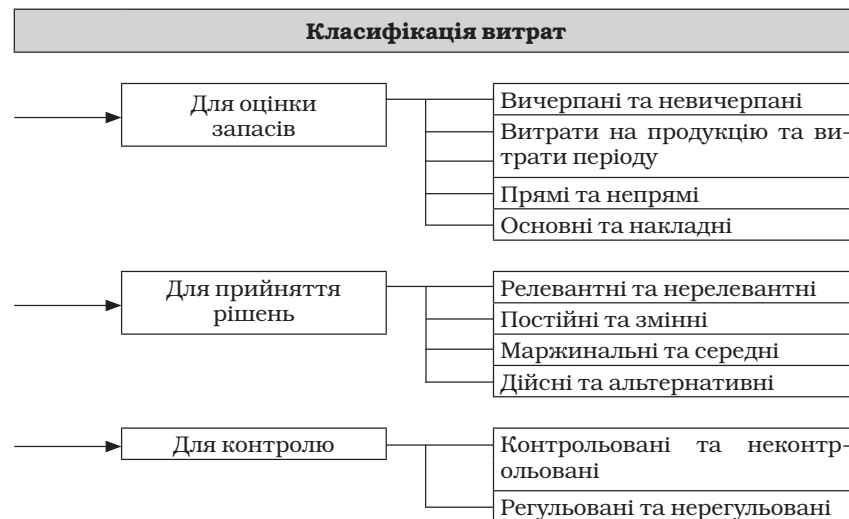 Класифікація витрат
Для оцінки
запасів
Вичерпані та невичерпані
Витрати на продукцію та ви-
трати періоду
Прямі та непрямі
Основні та накладні
Для прийняття
рішень
Релевантні та нерелевантні
Постійні та змінні
Маржинальні та середні
Дійсні та альтернативні
Для контролю
Контрольовані та неконтр-
ольовані
Регульовані та нерегульовані